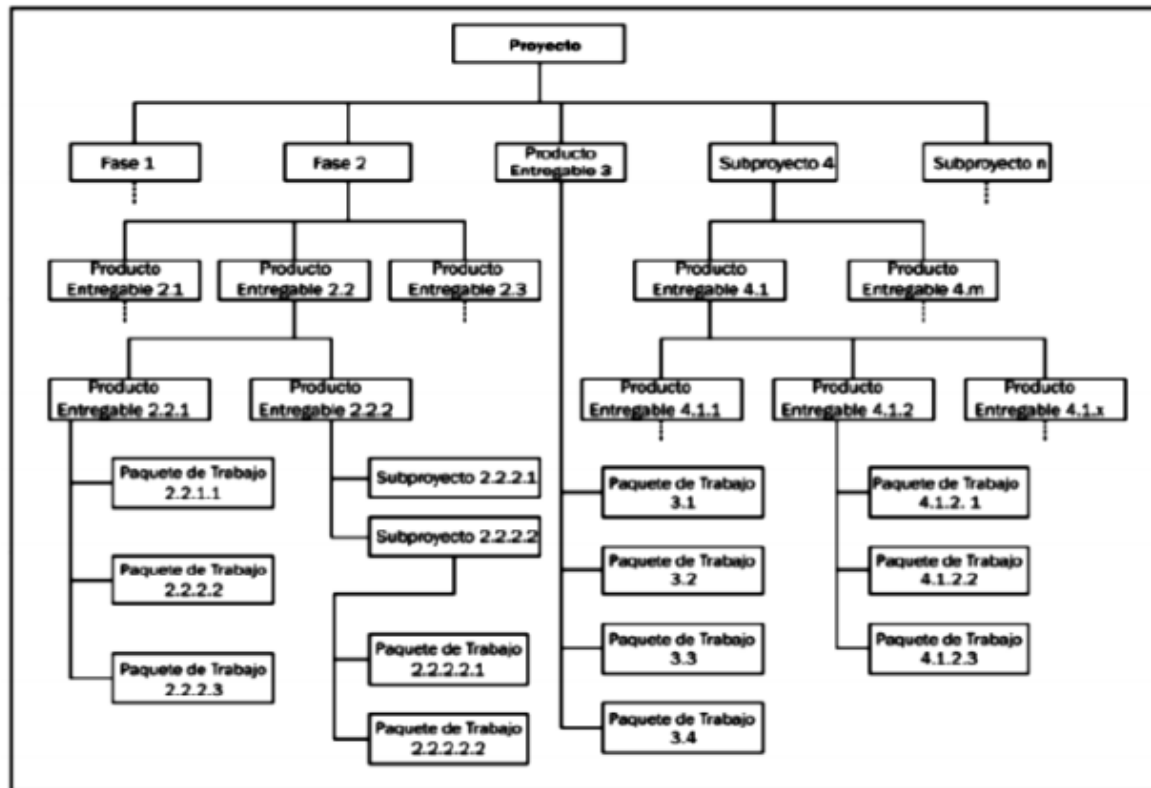 Proyecto
Fase 1
Fase 2
Producto
Entregable 3
Subproyecto 4
Subproyecto n
Producto
Entregable 2.1
Producto
Entregable 2.2
Producto
Entregable 2.3
Producto
Entregable 4.1
Producto
Entregable 4.m
Producto
Entregable 2.2.1
Producto
Entregable 2.2.2
Producto
Entregable 4.1.1
Producto
Entregable 4.1.2
Producto
Entregable 4.1.x
Paquete de Trabajo
2.2.1.1
Paquete de Trabajo
2.2.2.2
Paquete de Trabajo
2.2.2.3
Subproyecto 2.2.2.1
Subproyecto 2.2.2.2
Paquete de Trabajo
2.2.2.2.1
Paquete de Trabajo
2.2.2.2.2
Paquete de Trabajo
3.1
Paquete de Trabajo
3.2
Paquete de Trabajo
3.3
Paquete de Trabajo
3.4
Paquete de Trabajo
4.1.2. 1
Paquete de Trabajo
4.1.2.2
Paquete de Trabajo
4.1.2.3